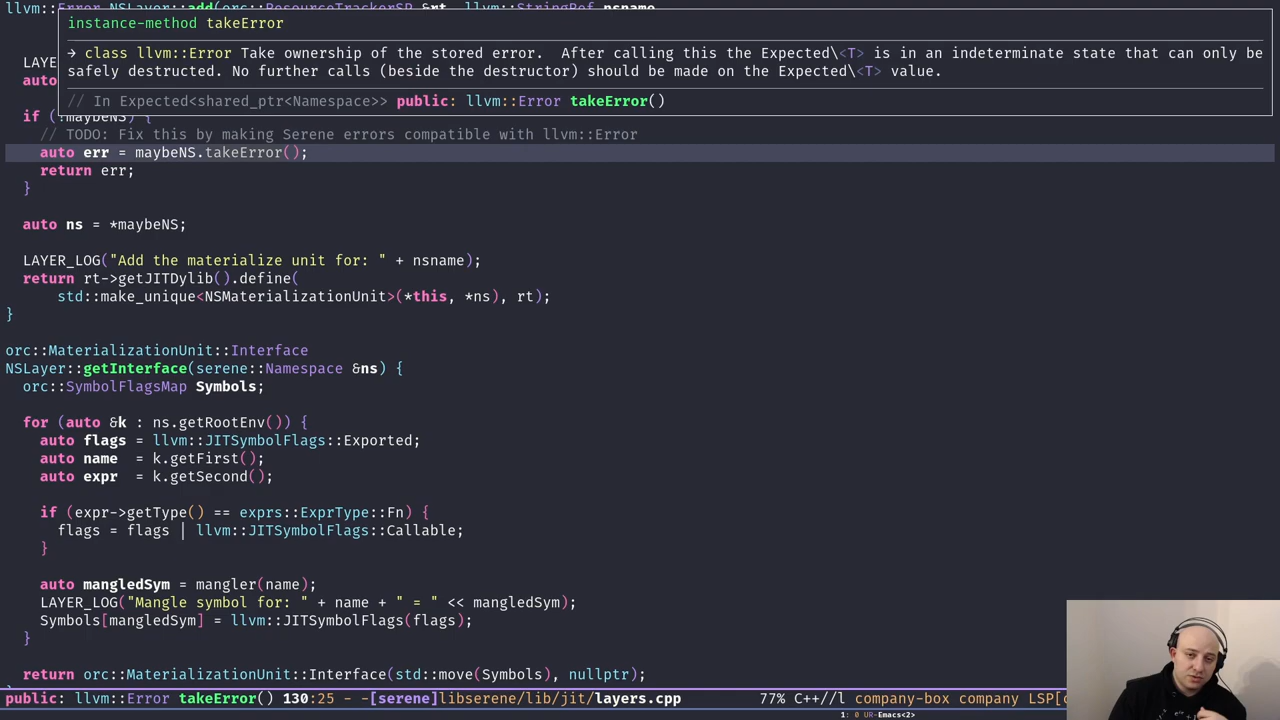 llvm::Error NSLayer::add(orc::ResourceTrackerSP &rt, llvm::StringRef nsname
instance-method takeError
→ class llvm::Error Take ownership of the stored error.  After calling this the Expected\<T> is in an indeterminate state that can only be
safely destructed. No further calls (beside the destructor) should be made on the Expected\<T> value.
// In Expected<shared_ptr<Namespace>> public: llvm::Error takeError()
LAYE
auto
if (!maybeNS) {
// TODO: Fix this by making Serene errors compatible with llvm::Error
auto err = maybeNS.takeError();
return err;
}
auto ns = *maybeNS;
LAYER_LOG("Add the materialize unit for: " + nsname);
return rt->getJITDylib().define(
std::make_unique<NSMaterializationUnit>(*this, *ns), rt);
}
orc::MaterializationUnit::Interface
NSLayer::getInterface(serene::Namespace &ns) {
orc::SymbolFlagsMap Symbols;
for (auto &k : ns.getRootEnv()) {
auto flags = llvm::JITSymbolFlags::Exported;
auto name  = k.getFirst();
auto expr  = k.getSecond();
if (expr->getType() == exprs::ExprType::Fn) {
flags = flags | llvm::JITSymbolFlags::Callable;
}
auto mangledSym = mangler(name);
LAYER_LOG("Mangle symbol for: " + name + " = " << mangledSym);
Symbols[mangledSym] = llvm::JITSymbolFlags(flags);
}
return orc::MaterializationUnit::Interface(std::move(Symbols), nullptr);
public: llvm::Error takeError() 130:25 - -[serene]libserene/lib/jit/layers.cpp 77% C++//l company-box company LSP[c
1: 0 UR-Emacs<2>